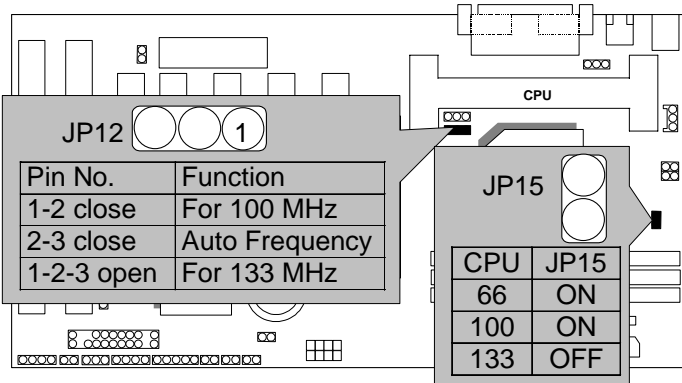 CPU
JP12 1
Pin No. Function
1-2 close For 100 MHz
2-3 close Auto Frequency
1-2-3 open For 133 MHz
JP15
CPU JP15
66 ON
100 ON
133 OFF